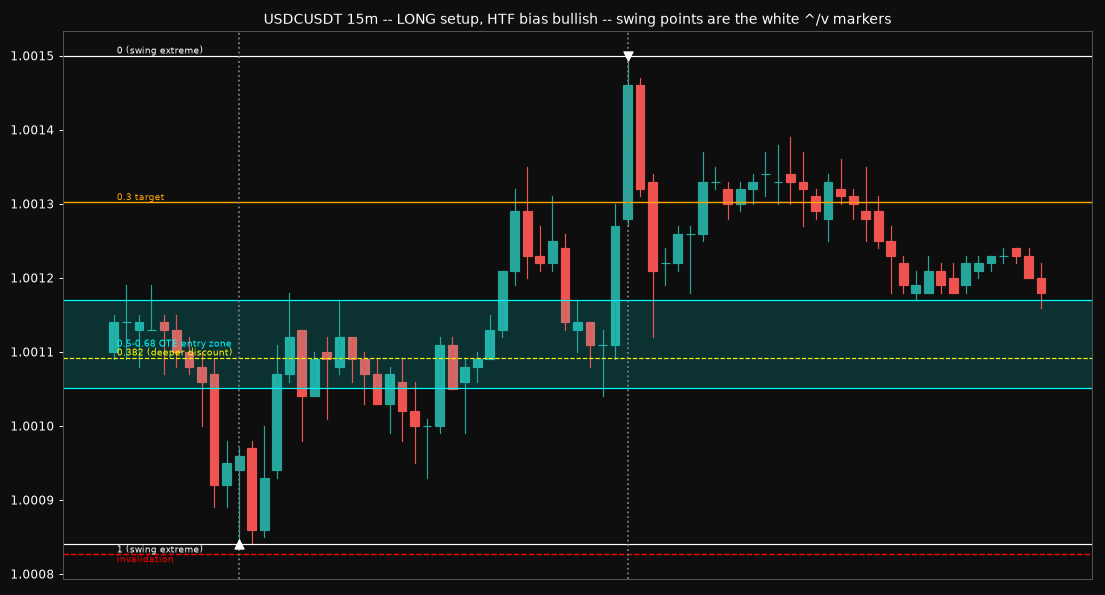 USDCUSDT 15m -- LONG setup, HTF bias bullish -- swing points are the white ^/v markers
1.0015
0 (swing extreme)
1.0014
0.3 target
1.0013
1.0012
0.5-0.68 OTE entry zone
1.0011
0.382 (deeper discount)
1.0010
1.0009
1 (swing extreme)
invalidation
1.0008